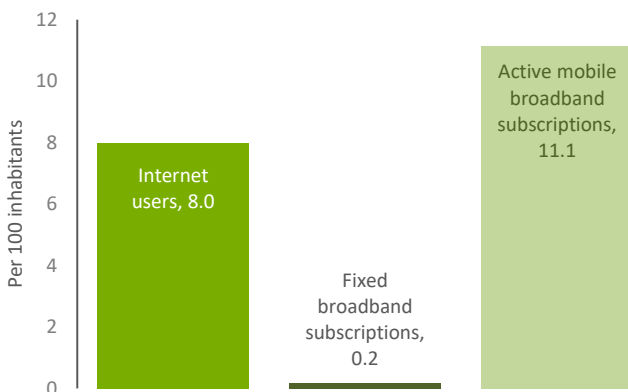 12
10
8
6
4
2
0
Per 100 inhabitants
Internet
users, 8.0
Fixed
broadband
subscriptions,
0.2
Active mobile
broadband
subscriptions,
11.1